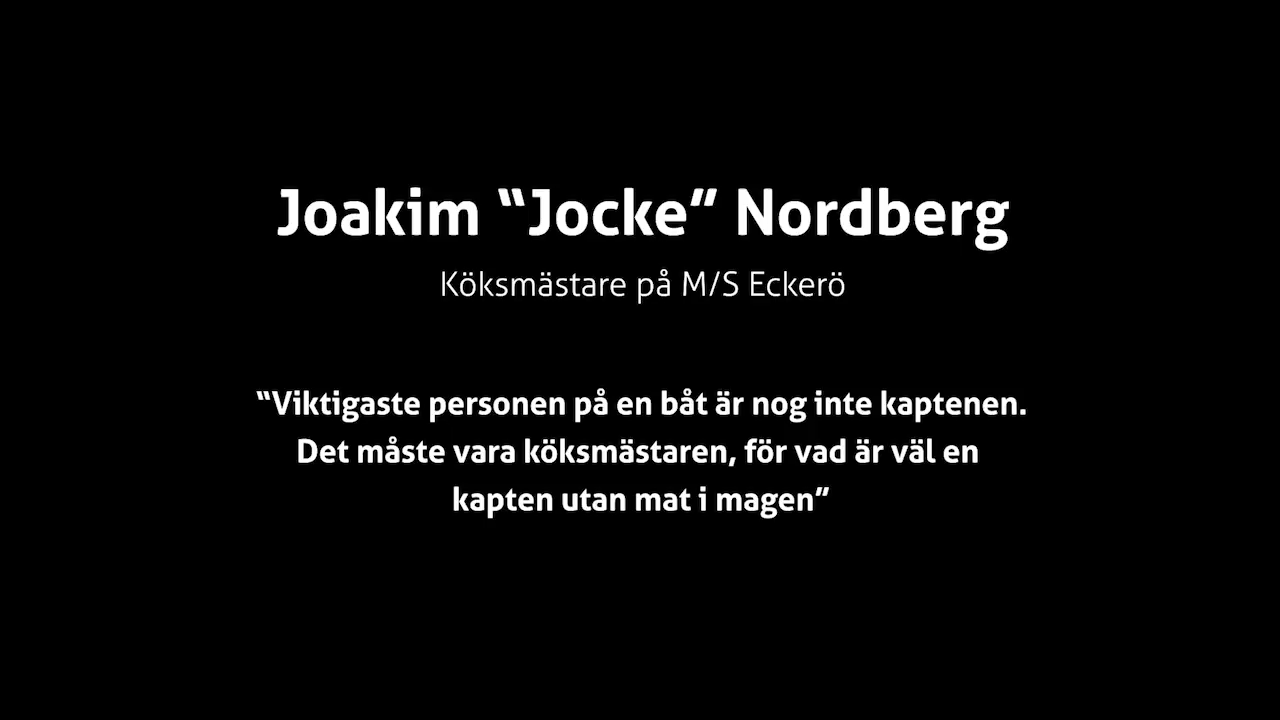 Joakim “Jocke” Nordberg
Köksmästare på M/S Eckerö
“Viktigaste personen på en båt är nog inte kaptenen.
Det måste vara köksmästaren, för vad är väl en
kapten utan mat i magen”